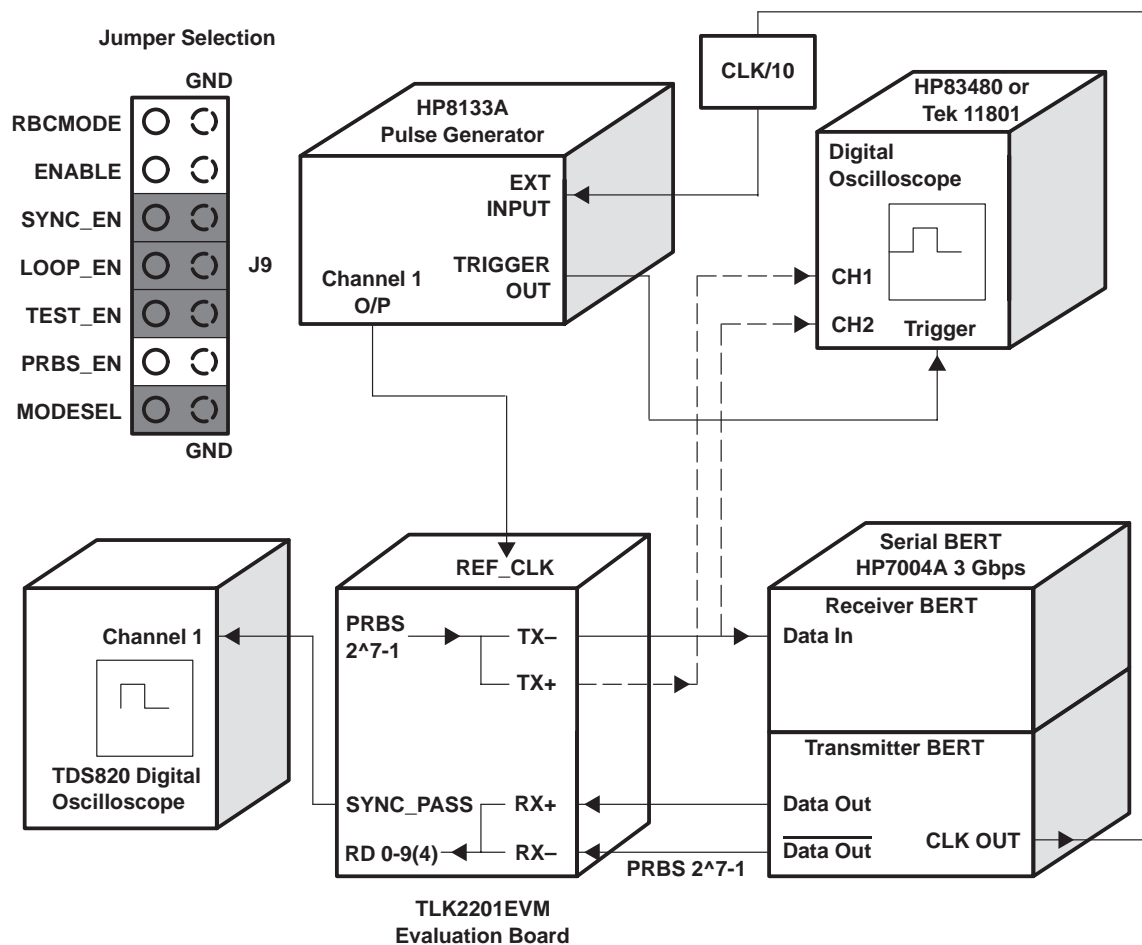 Jumper Selection
GND
RBCMODE
ENABLE
SYNC_EN
LOOP_EN
TEST_EN
PRBS_EN
MODESEL
GND
J9
HP8133A
Pulse Generator
EXT
INPUT
TRIGGER
OUT
Channel 1
O/P
CLK/10
HP83480 or
Tek 11801
Digital
Oscilloscope
CH1
CH2
Trigger
Channel 1
TDS820 Digital
Oscilloscope
REF_CLK
PRBS
2^7-1
TX–
TX+
SYNC_PASS
RX+
RD 0-9(4)
RX–
TLK2201EVM
Evaluation Board
PRBS 2^7-1
Serial BERT
HP7004A 3 Gbps
Receiver BERT
Data In
Transmitter BERT
Data Out
Data Out
CLK OUT